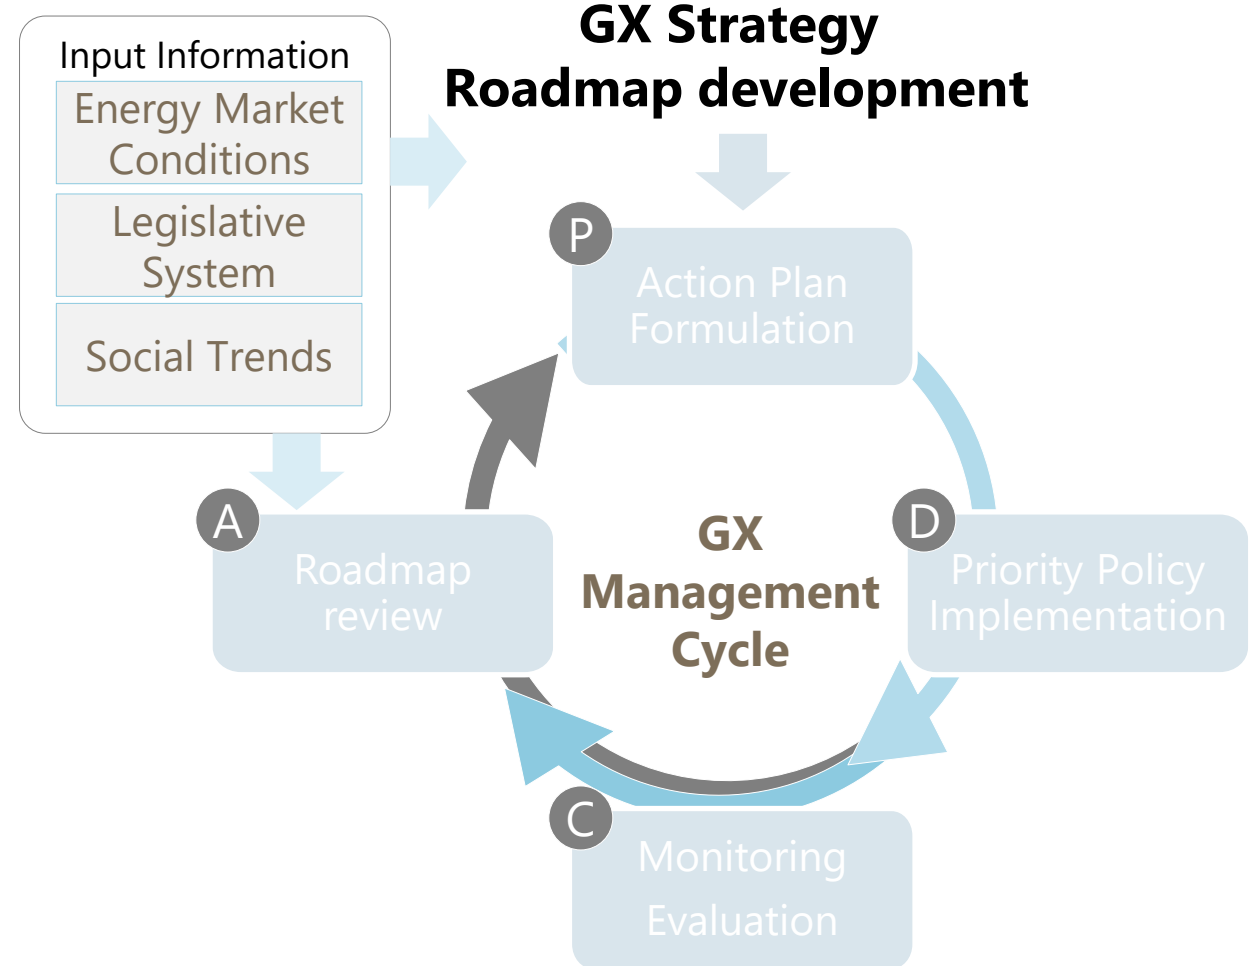 GX Strategy
Roadmap development
Input Information
Energy Market
Conditions
Legislative
System
Social Trends
P
Action Plan
Formulation
A
Roadmap
review
GX
Management
Cycle
D
Priority Policy
Implementation
C
Monitoring
Evaluation